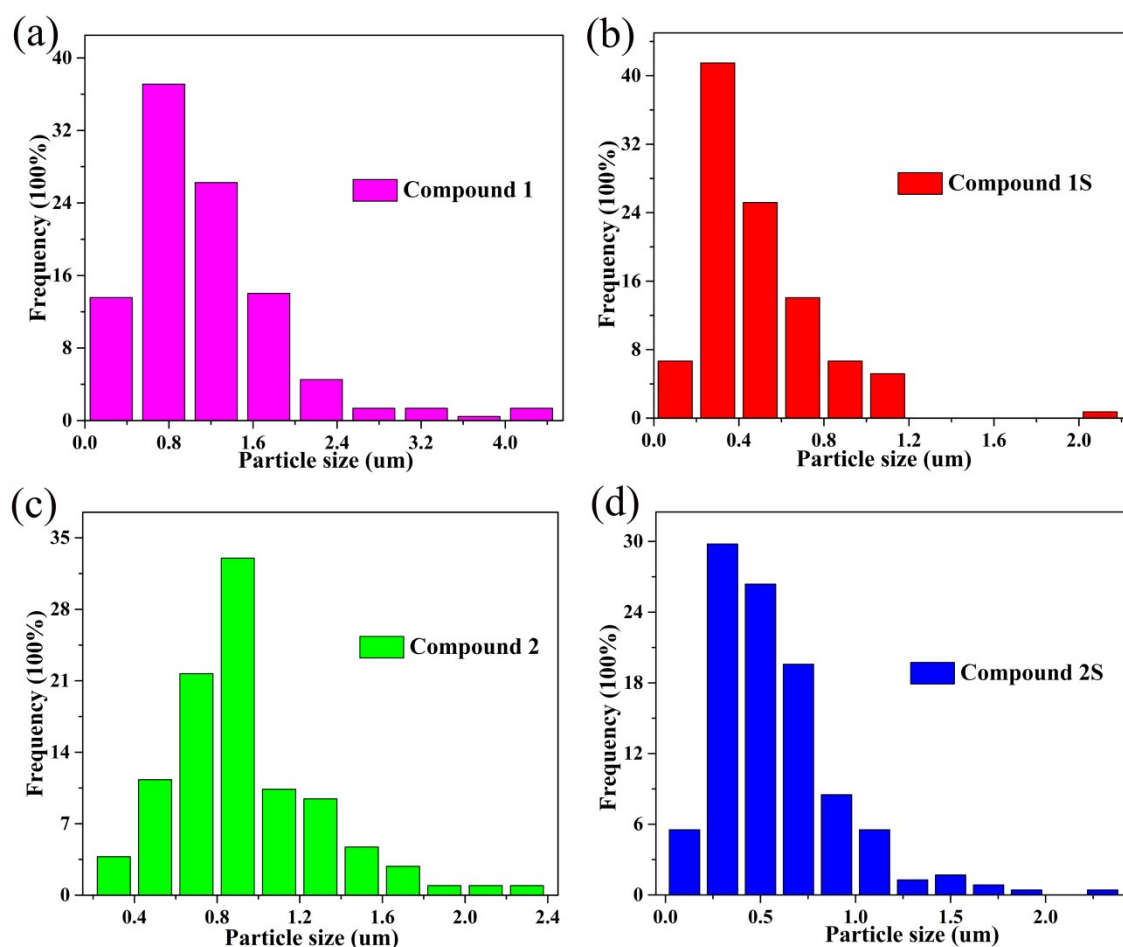 (a)
40
32
24
16
8
0
Frequency (100%)
Compound 1
0.0 0.8 1.6 2.4 3.2 4.0
Particle size (um)
(b)
40
32
24
16
8
0
Frequency (100%)
Compound 1S
0.0 0.4 0.8 1.2 1.6 2.0
Particle size (um)
(c)
35
28
21
14
7
0
Frequency (100%)
Compound 2
0.4 0.8 1.2 1.6 2.0 2.4
Particle size (um)
(d)
30
24
18
12
6
0
Frequency (100%)
Compound 2S
0.0 0.5 1.0 1.5 2.0
Particle size (um)